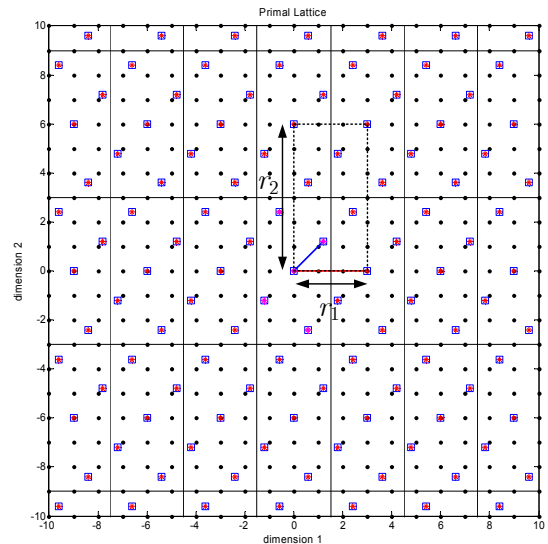 Primal Lattice
10
8
6
4
2
0
-2
-4
-6
-8
-10
dimension 2
r₂
r₁
-10 -8 -6 -4 -2 0 2 4 6 8 10
dimension 1